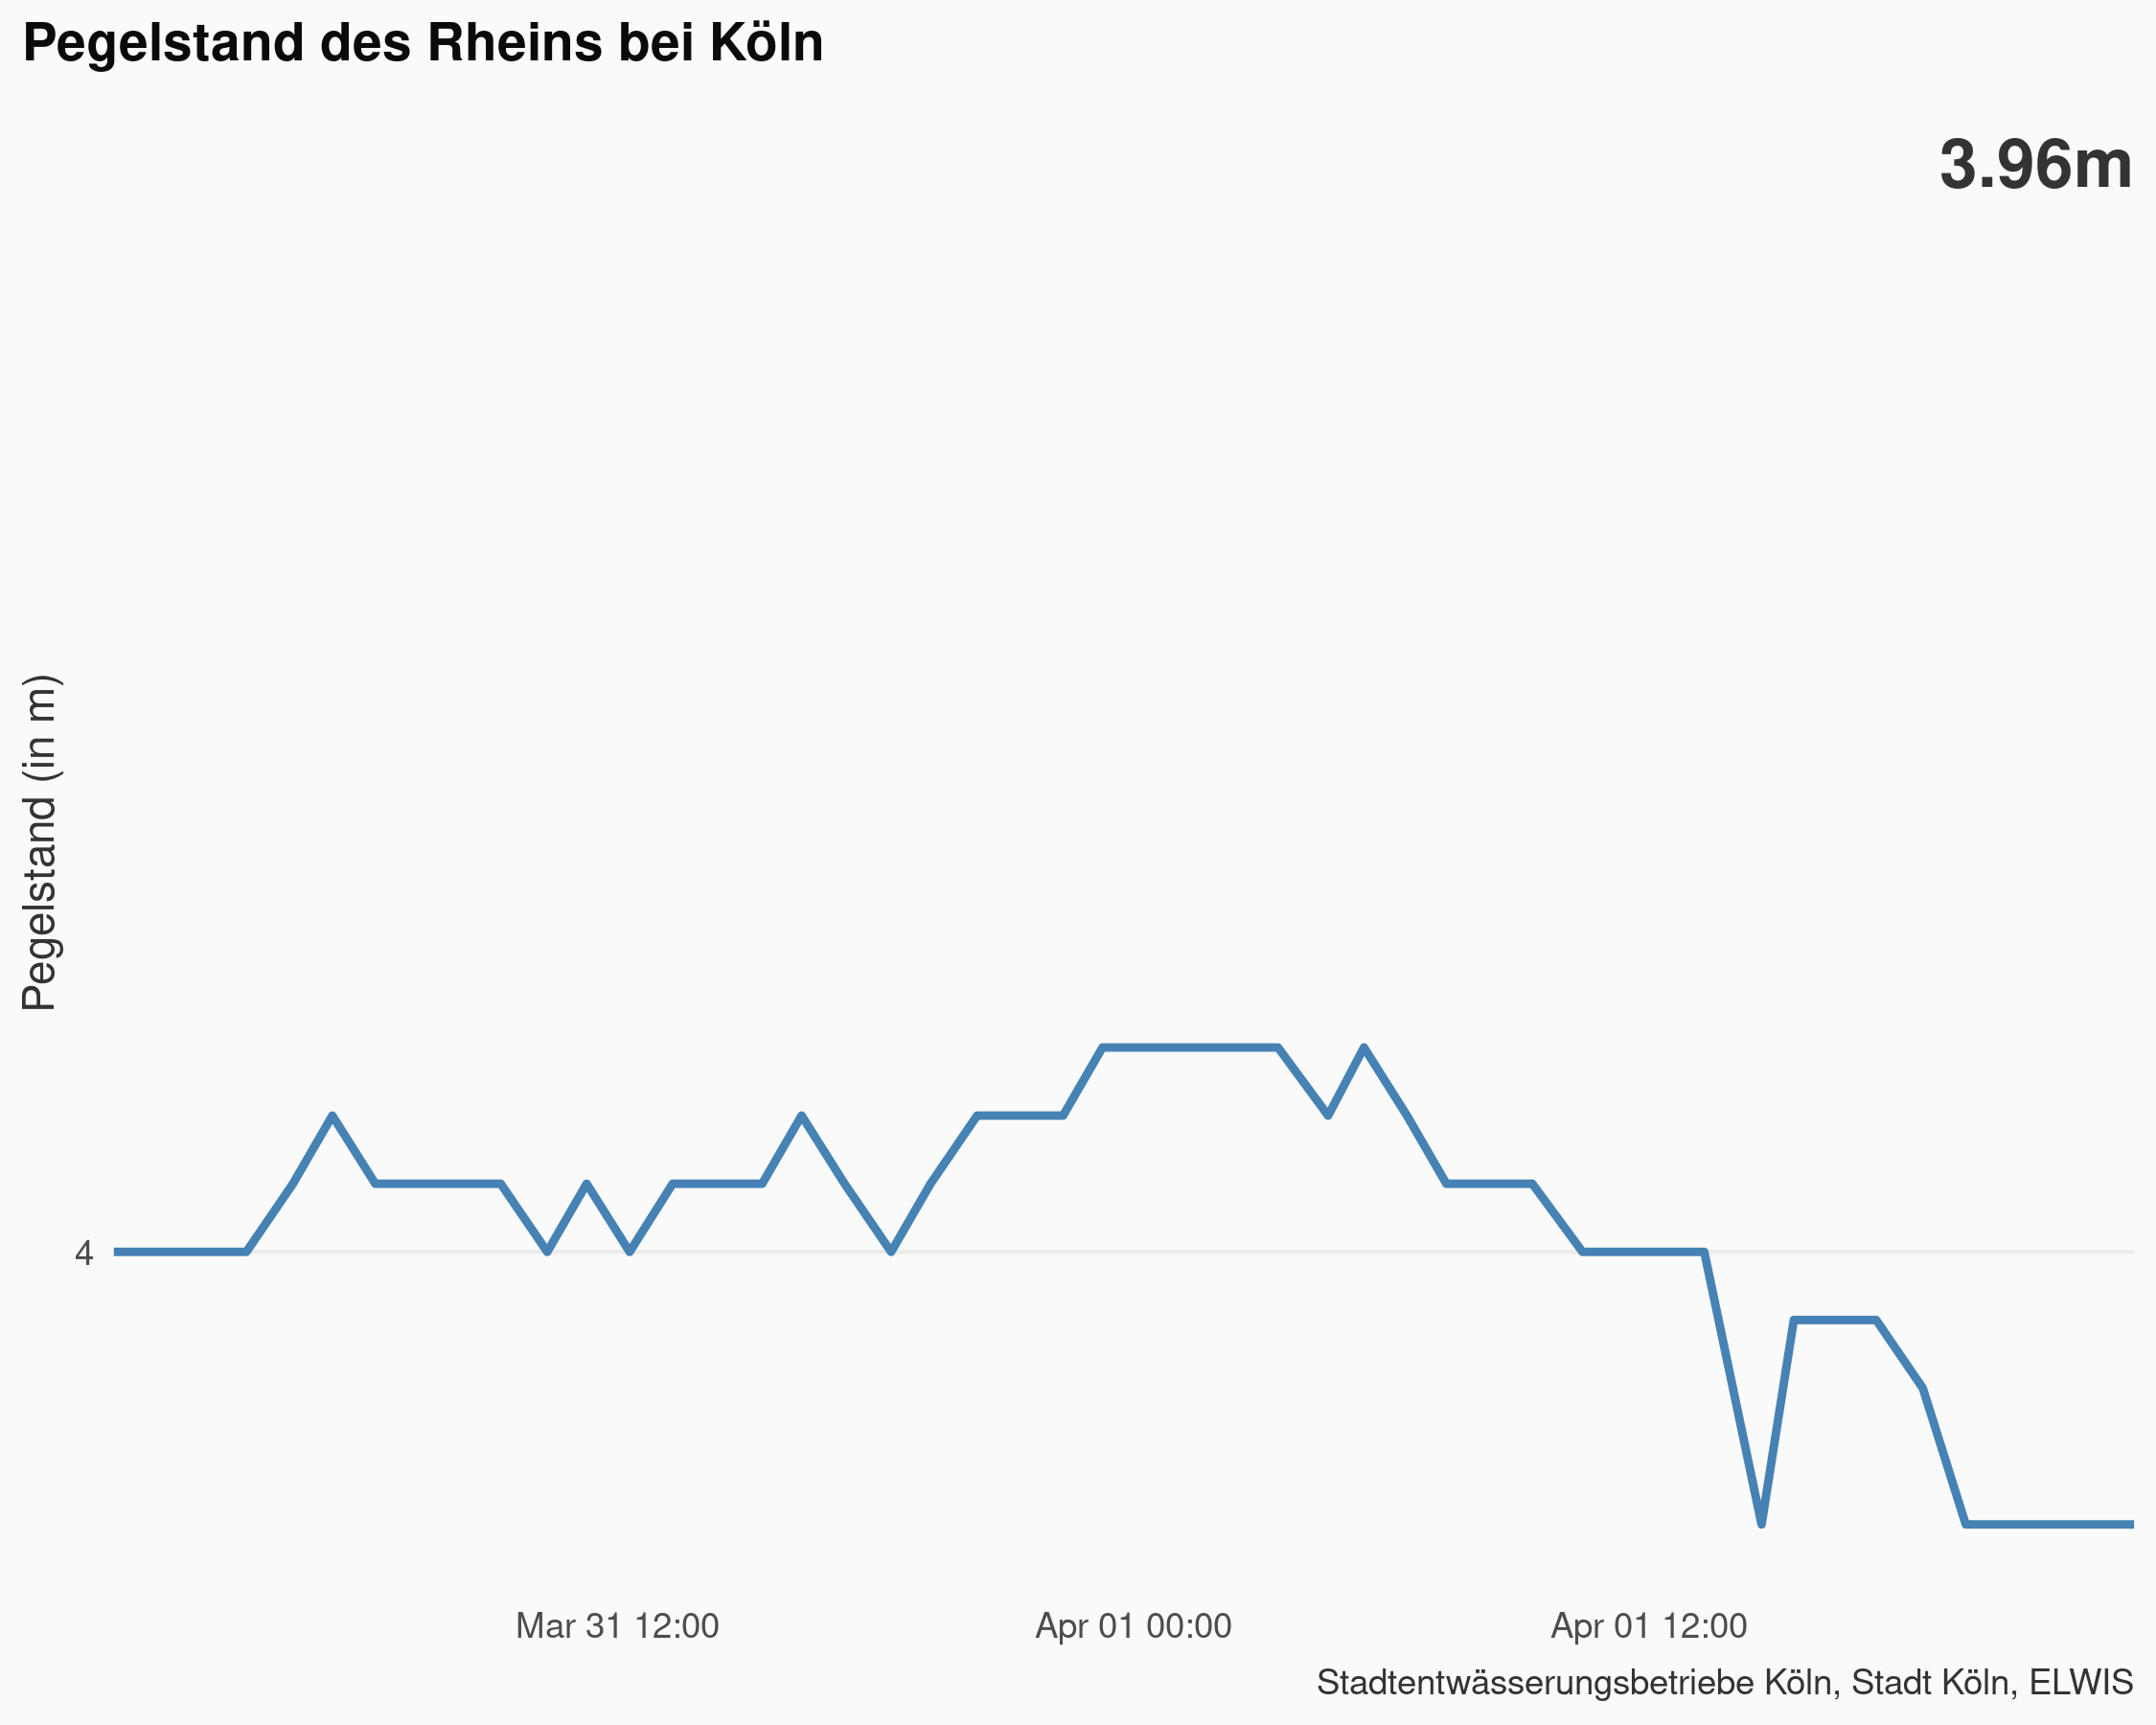 Pegelstand des Rheins bei Köln
3.96m
Pegelstand (in m)
4
Mar 31 12:00
Apr 01 00:00
Apr 01 12:00
Stadtentwässerungsbetriebe Köln, Stadt Köln, ELWIS